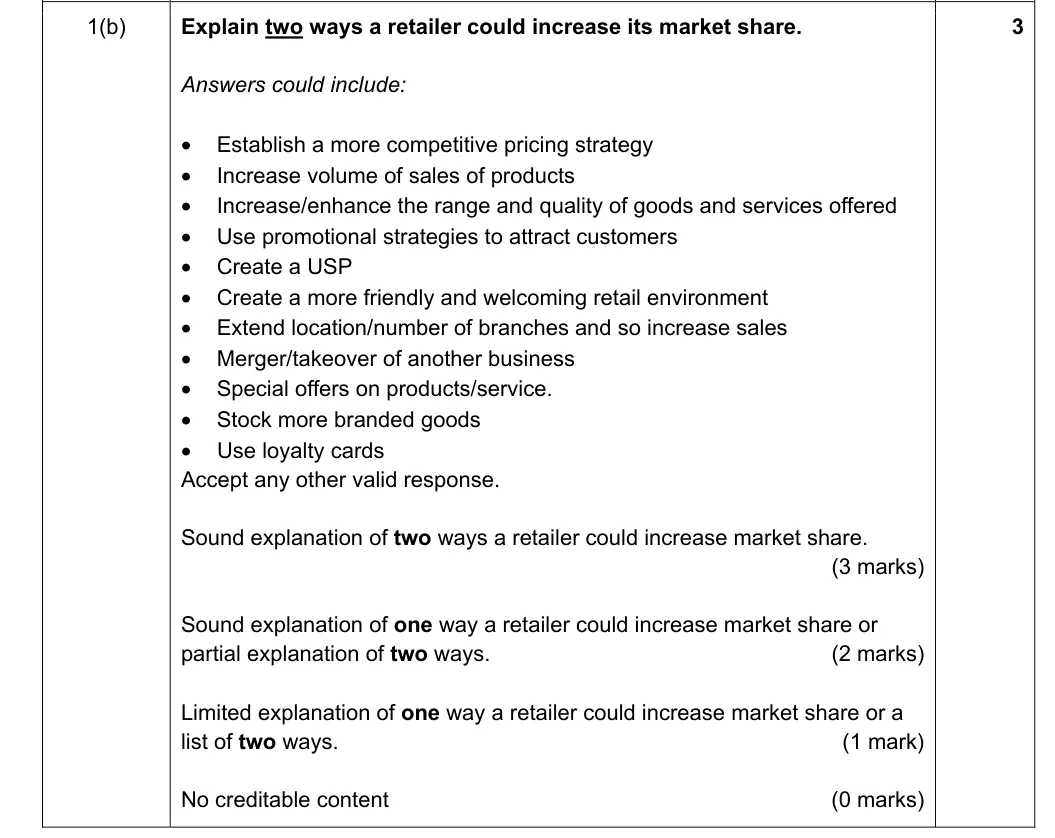 1(b) Explain two ways a retailer could increase its market share. 3
Answers could include:
• Establish a more competitive pricing strategy
• Increase volume of sales of products
• Increase/enhance the range and quality of goods and services offered
• Use promotional strategies to attract customers
• Create a USP
• Create a more friendly and welcoming retail environment
• Extend location/number of branches and so increase sales
• Merger/takeover of another business
• Special offers on products/service.
• Stock more branded goods
• Use loyalty cards
Accept any other valid response.
Sound explanation of two ways a retailer could increase market share.
(3 marks)
Sound explanation of one way a retailer could increase market share or
partial explanation of two ways. (2 marks)
Limited explanation of one way a retailer could increase market share or a
list of two ways. (1 mark)
No creditable content (0 marks)